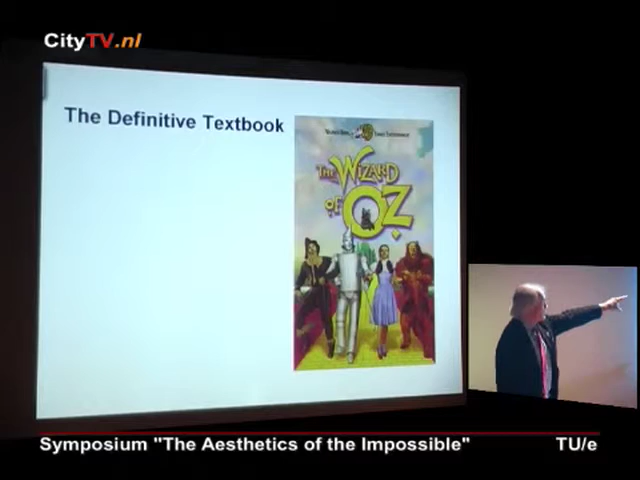 CityTV.nl
The Definitive Textbook
THE WIZARD
OF OZ
Symposium "The Aesthetics of the Impossible"
TU/e